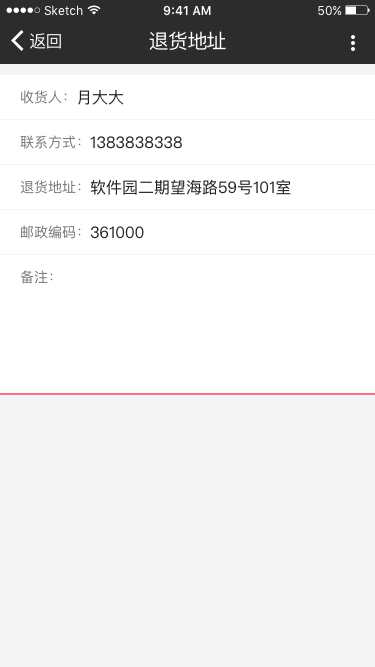 Sketch 9:41 AM 50%
返回 退货地址
收货人：月大大
联系方式：1383838338
退货地址：软件园二期望海路59号101室
邮政编码：361000
备注：